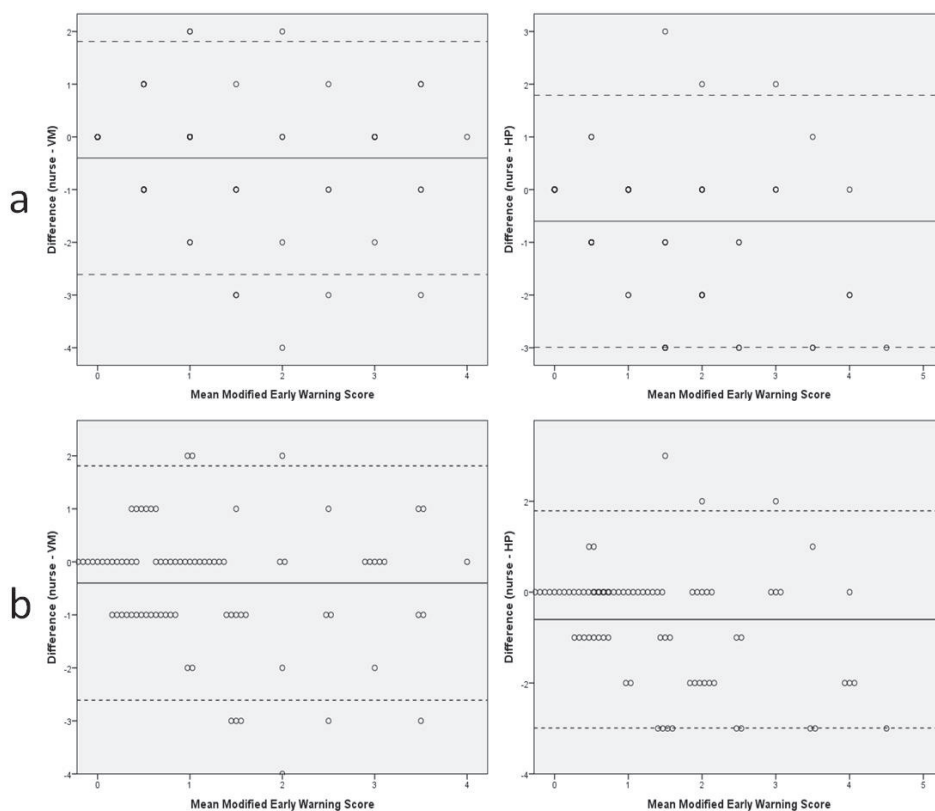 a
Difference (nurse - VM)
2
1
0
-1
-2
-3
-4
0 1 2 3 4
Mean Modified Early Warning Score
Difference (nurse - HP)
3
2
1
0
-1
-2
-3
0 1 2 3 4 5
Mean Modified Early Warning Score
b
Difference (nurse - VM)
2
1
0
-1
-2
-3
-4
0 1 2 3 4
Mean Modified Early Warning Score
Difference (nurse - HP)
2
0
-2
-4
0 1 2 3 4 5
Mean Modified Early Warning Score